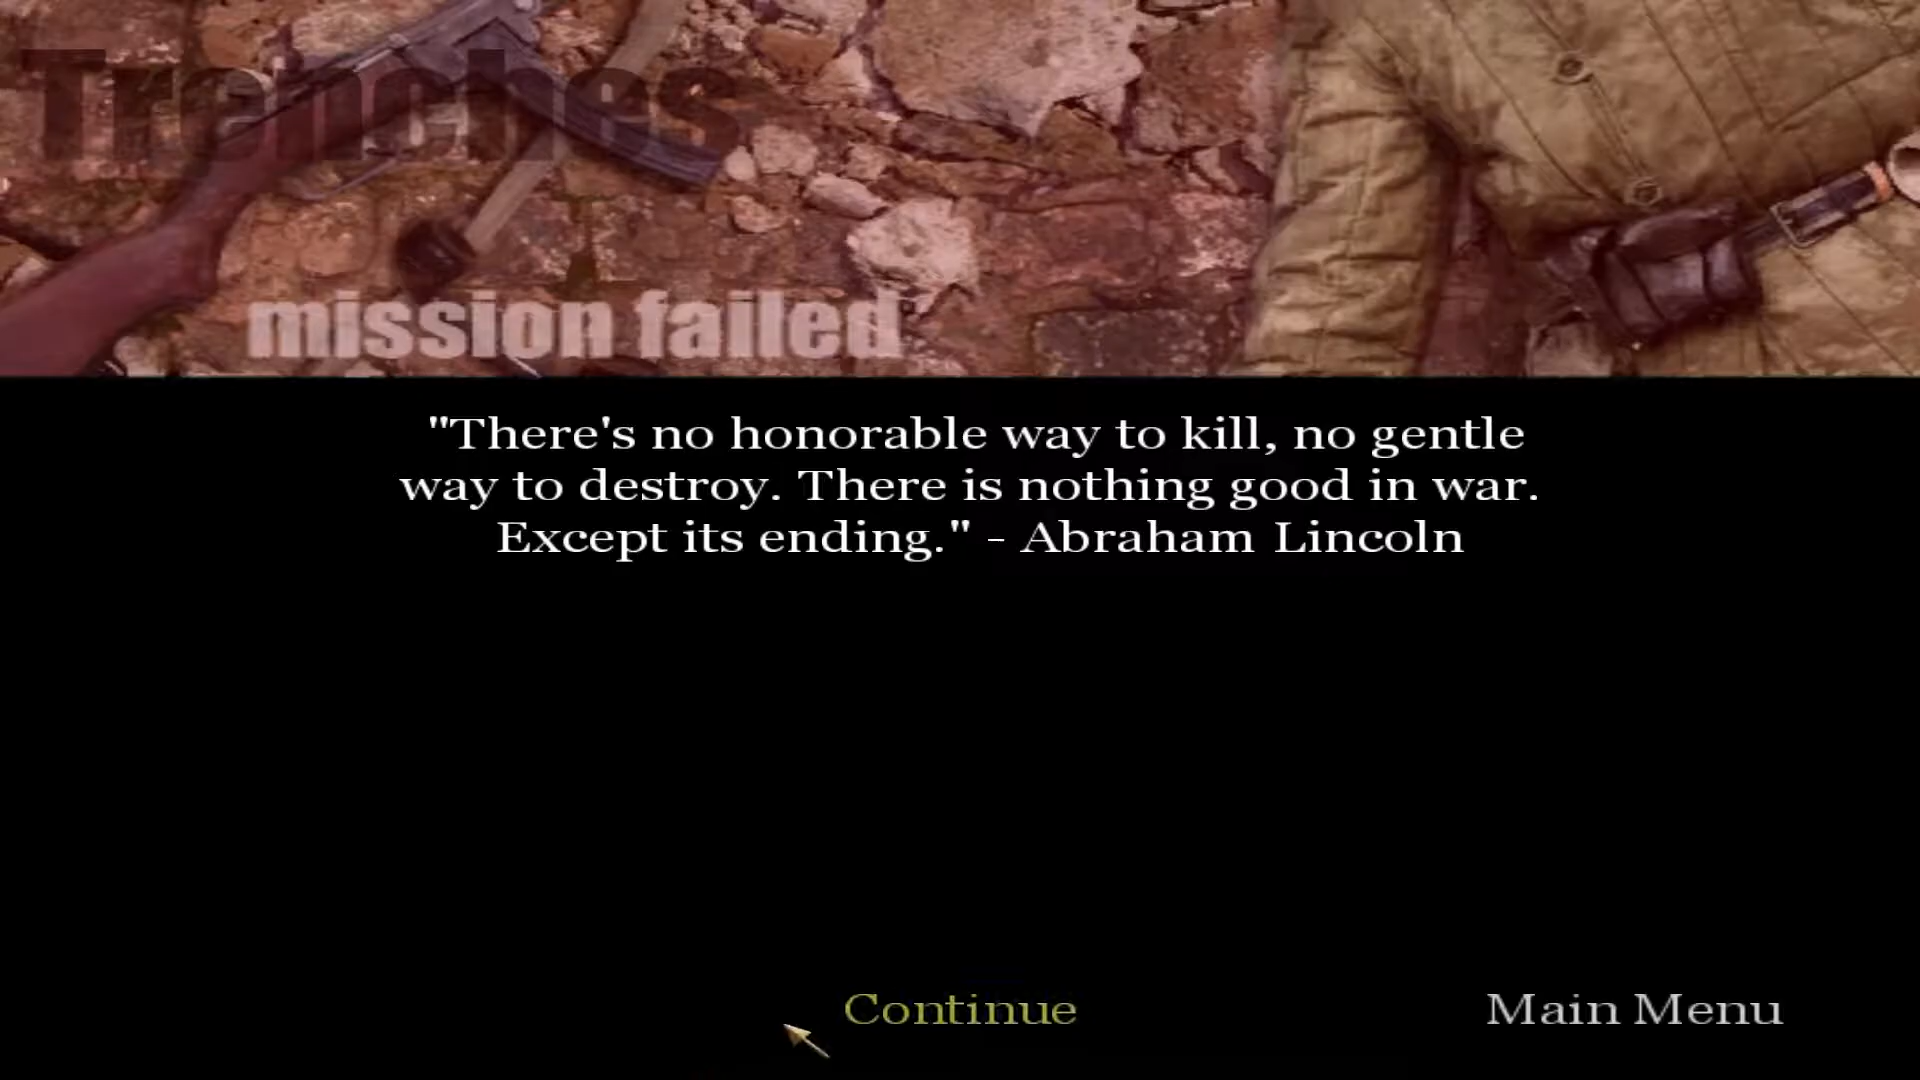 Trenches
mission failed
"There's no honorable way to kill, no gentle
way to destroy. There is nothing good in war.
Except its ending." - Abraham Lincoln
Continue
Main Menu